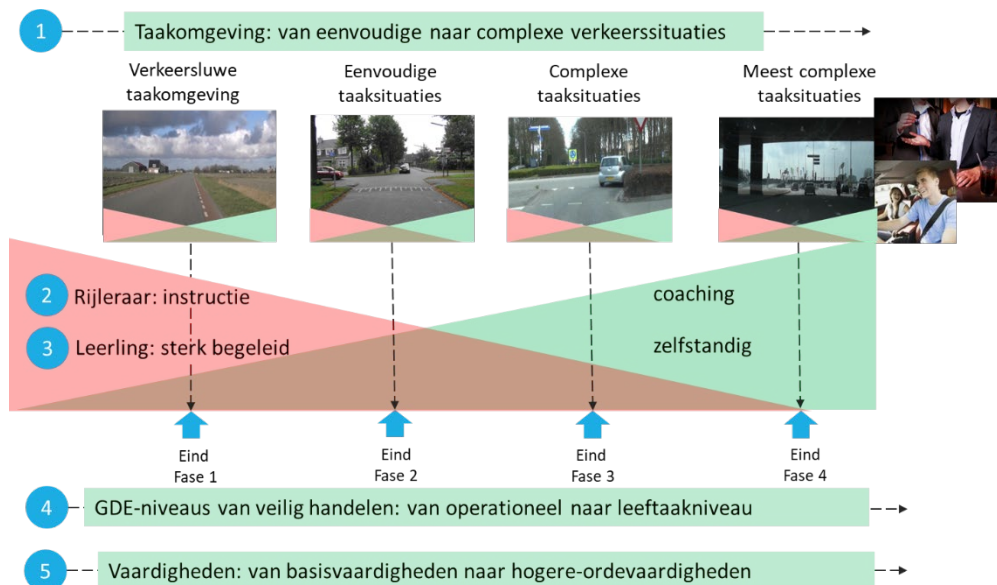 1
Taakomgeving: van eenvoudige naar complexe verkeerssituaties
Verkeersluwe
taakomgeving
Eenvoudige
taaksituaties
Complexe
taaksituaties
Meest complexe
taaksituaties
2
Rijleraar: instructie
coaching
3
Leerling: sterk begeleid
zelfstandig
Eind
Fase 1
Eind
Fase 2
Eind
Fase 3
Eind
Fase 4
4
GDE-niveaus van veilig handelen: van operationeel naar leeftaakniveau
5
Vaardigheden: van basisvaardigheden naar hogere-ordevaardigheden